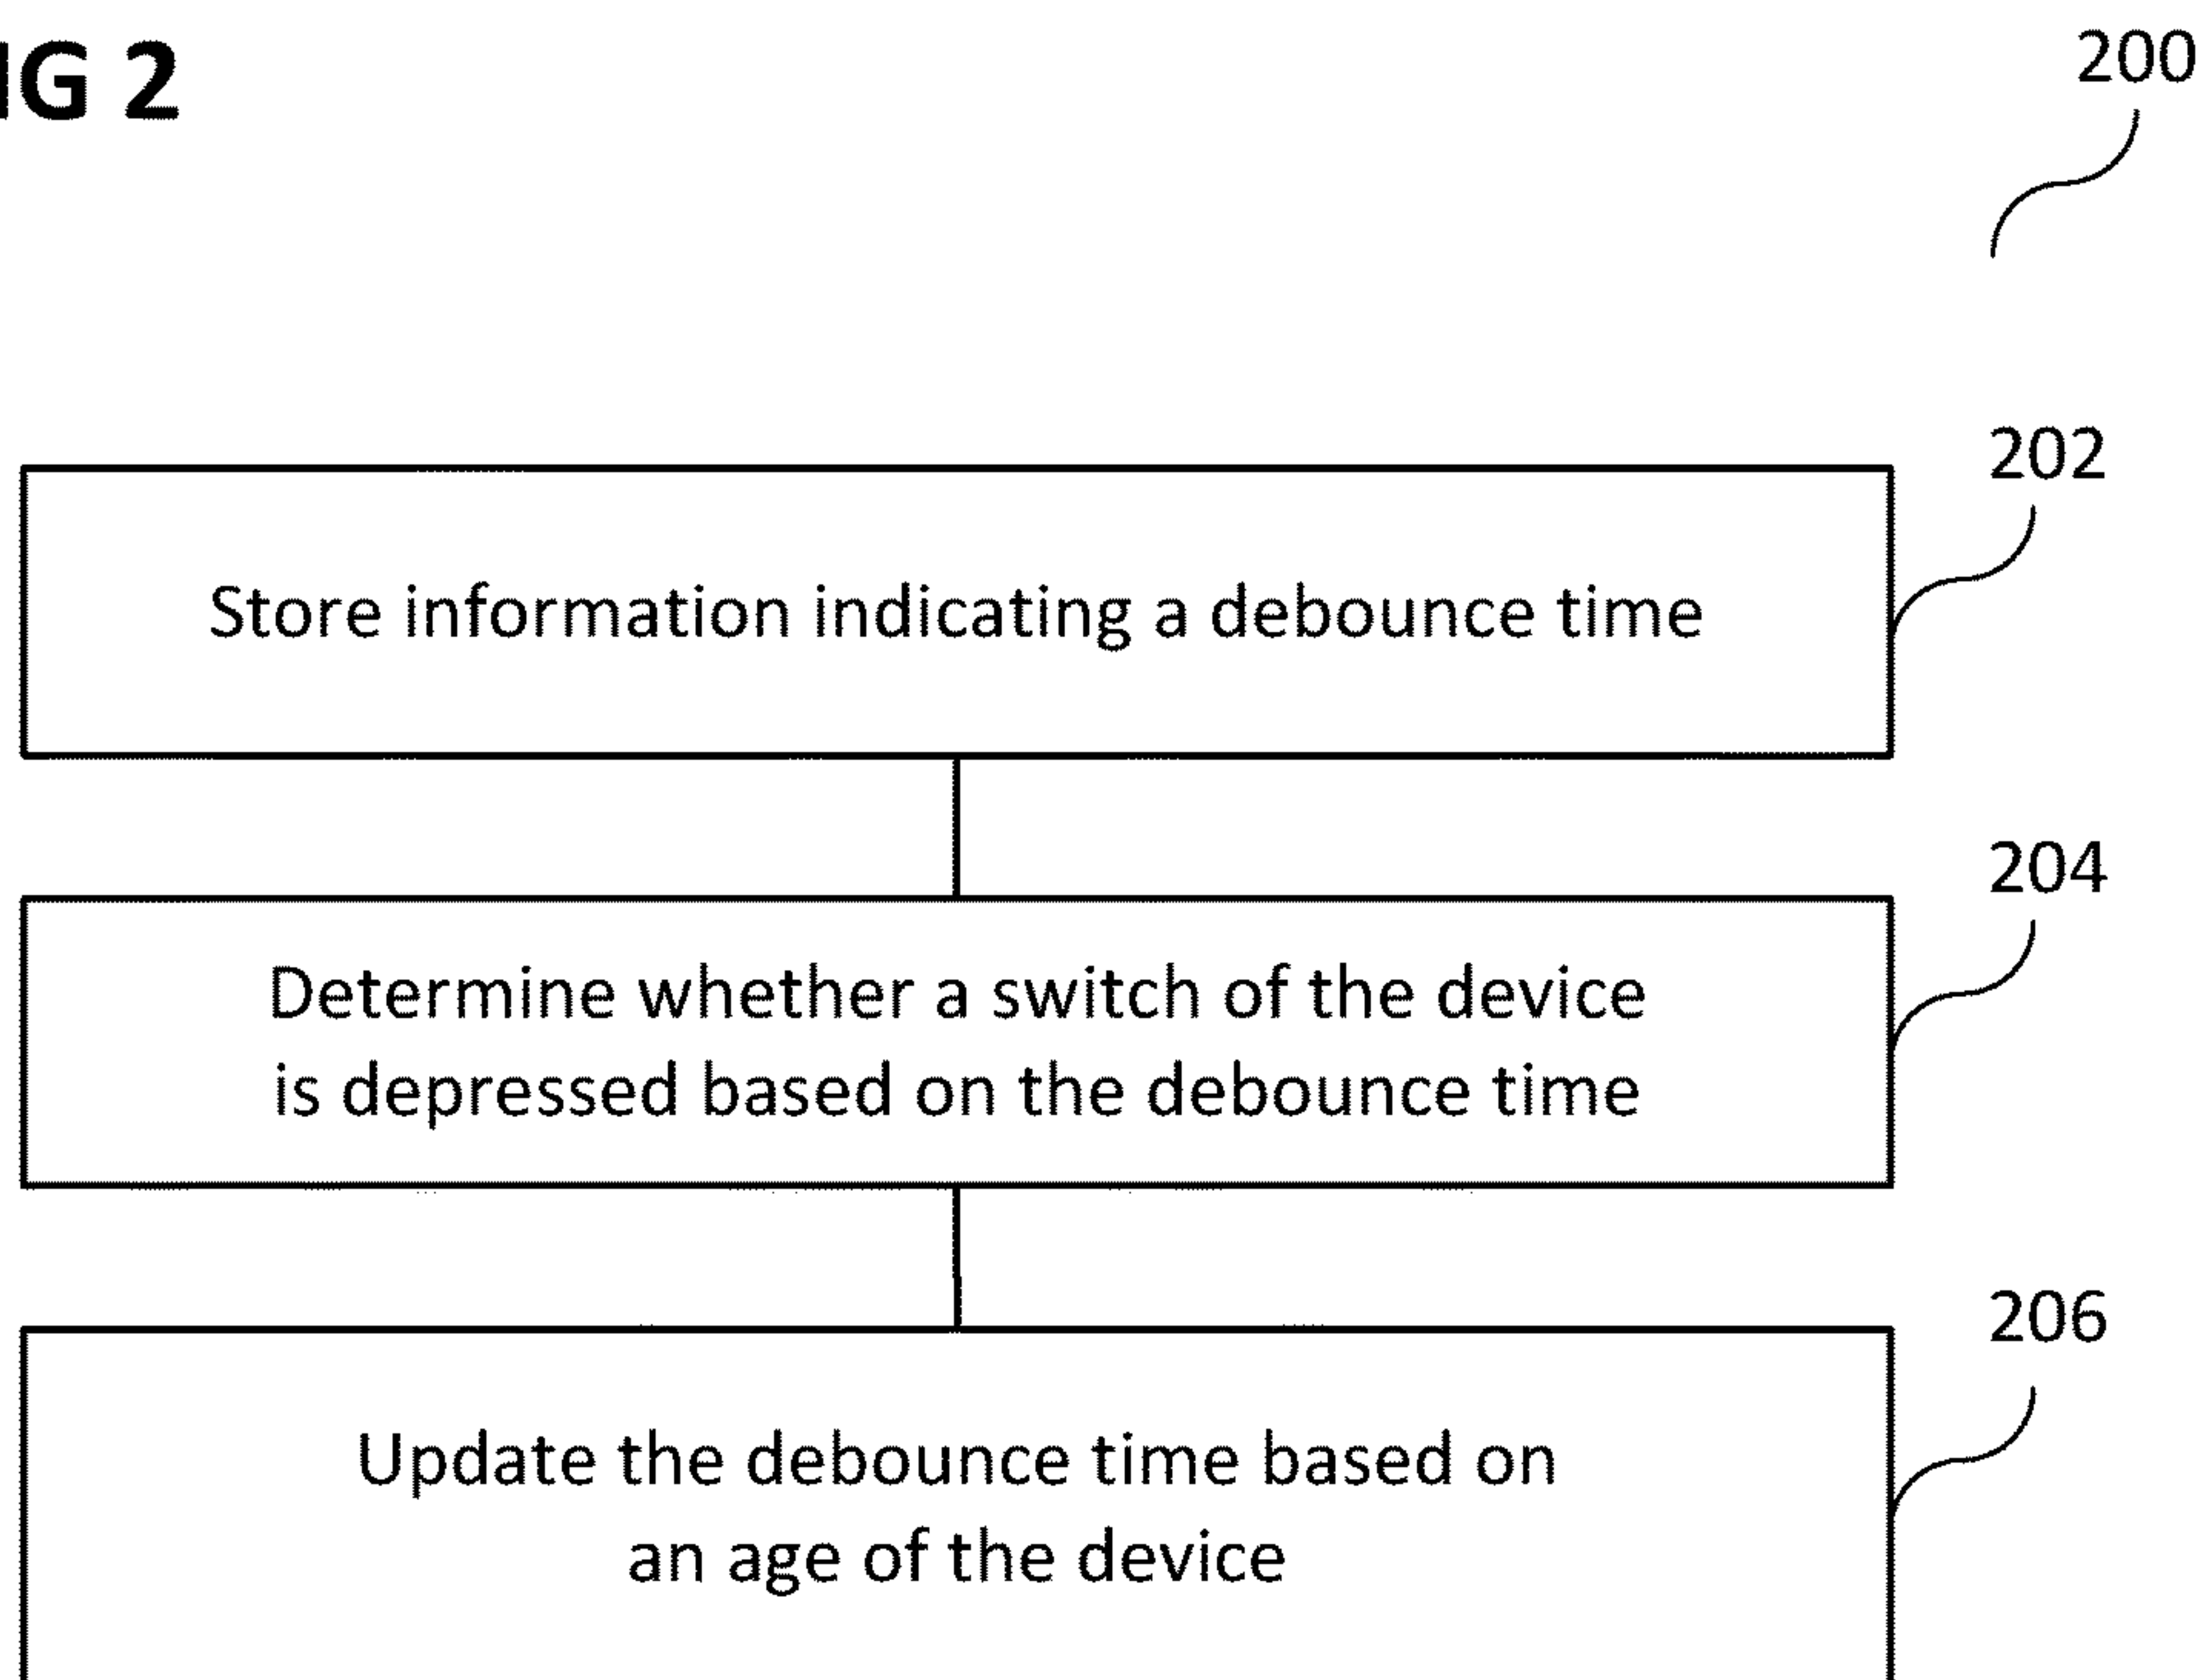 IG 2
200
202
Store information indicating a debounce time
204
Determine whether a switch of the device
is depressed based on the debounce time
206
Update the debounce time based on
an age of the device